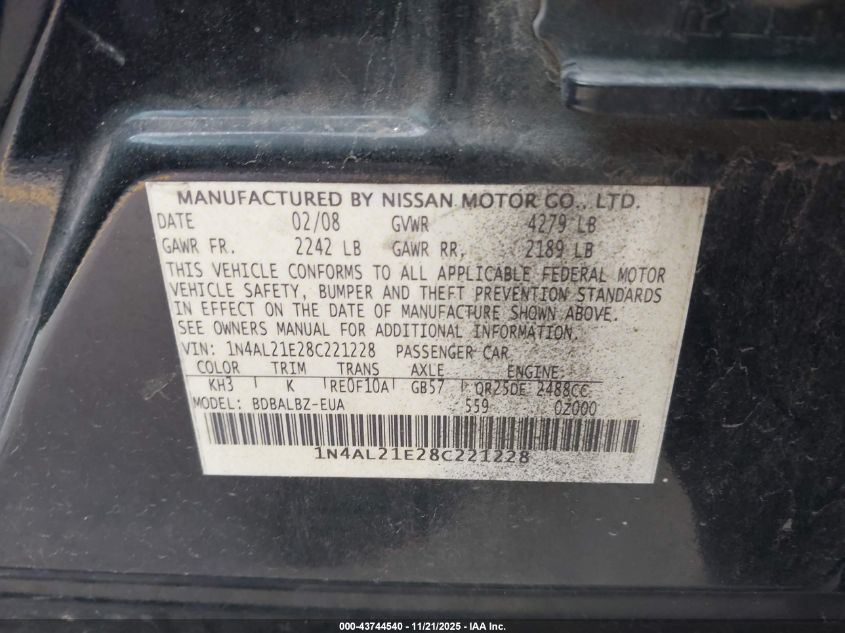 MANUFACTURED BY NISSAN MOTOR CO., LTD.
DATE 02/08 GVWR 4279 LB
GAWR FR. 2242 LB GAWR RR, 2189 LB
THIS VEHICLE CONFORMS TO ALL APPLICABLE FEDERAL MOTOR
VEHICLE SAFETY, BUMPER AND THEFT PREVENTION STANDARDS
IN EFFECT ON THE DATE OF MANUFACTURE SHOWN ABOVE.
SEE OWNERS MANUAL FOR ADDITIONAL INFORMATION.
VIN: 1N4AL21E28C221228 PASSENGER CAR
COLOR TRIM TRANS AXLE ENGINE
KH3 K RE0F10A GB57 QR25DE 2488CC
MODEL: BDBALBZ-EUA 559 0Z000
1N4AL21E28C221228
000-43744540 - 11/21/2025 - IAA Inc.